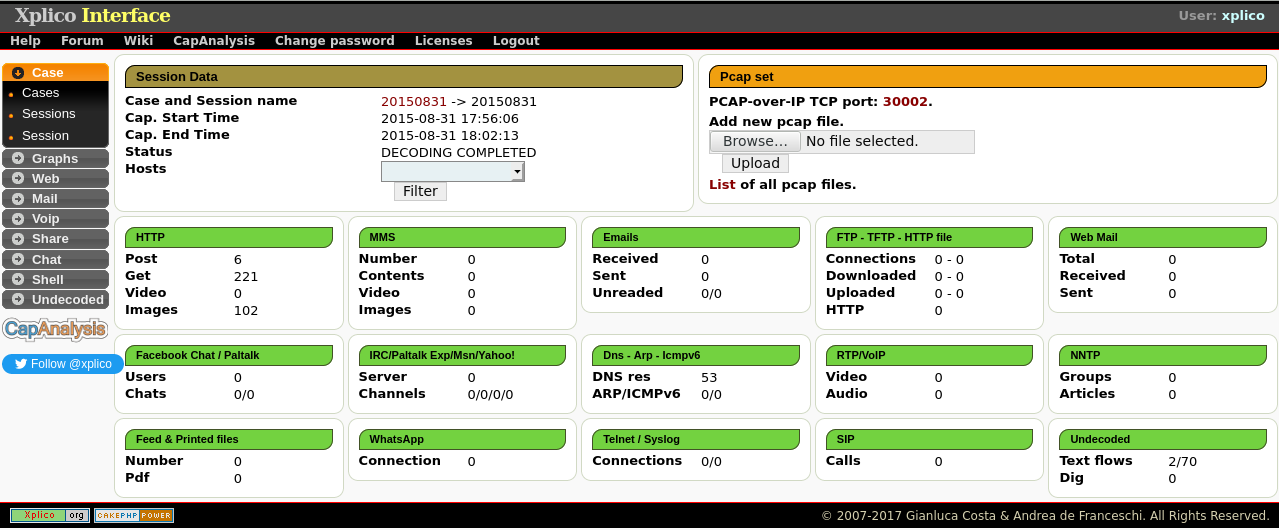 Xplico Interface
User: xplico
Help Forum Wiki CapAnalysis Change password Licenses Logout
Case
Cases
Sessions
Session
Graphs
Web
Mail
Voip
Share
Chat
Shell
Undecoded
CapAnalysis
Follow @xplico
Session Data
Case and Session name 20150831 -> 20150831
Cap. Start Time 2015-08-31 17:56:06
Cap. End Time 2015-08-31 18:02:13
Status DECODING COMPLETED
Hosts
Filter
Pcap set
PCAP-over-IP TCP port: 30002.
Add new pcap file.
Browse... No file selected.
Upload
List of all pcap files.
HTTP
Post 6
Get 221
Video 0
Images 102
MMS
Number 0
Contents 0
Video 0
Images 0
Emails
Received 0
Sent 0
Unreaded 0/0
FTP - TFTP - HTTP file
Connections 0 - 0
Downloaded 0 - 0
Uploaded 0 - 0
HTTP 0
Web Mail
Total 0
Received 0
Sent 0
Facebook Chat / Paltalk
Users 0
Chats 0/0
IRC/Paltalk Exp/Msn/Yahoo!
Server 0
Channels 0/0/0/0
Dns - Arp - Icmpv6
DNS res 53
ARP/ICMPv6 0/0
RTP/VoIP
Video 0
Audio 0
NNTP
Groups 0
Articles 0
Feed & Printed files
Number 0
Pdf 0
WhatsApp
Connection 0
Telnet / Syslog
Connections 0/0
SIP
Calls 0
Undecoded
Text flows 2/70
Dig 0
Xplico org CAKEPHP POWER
© 2007-2017 Gianluca Costa & Andrea de Franceschi. All Rights Reserved.